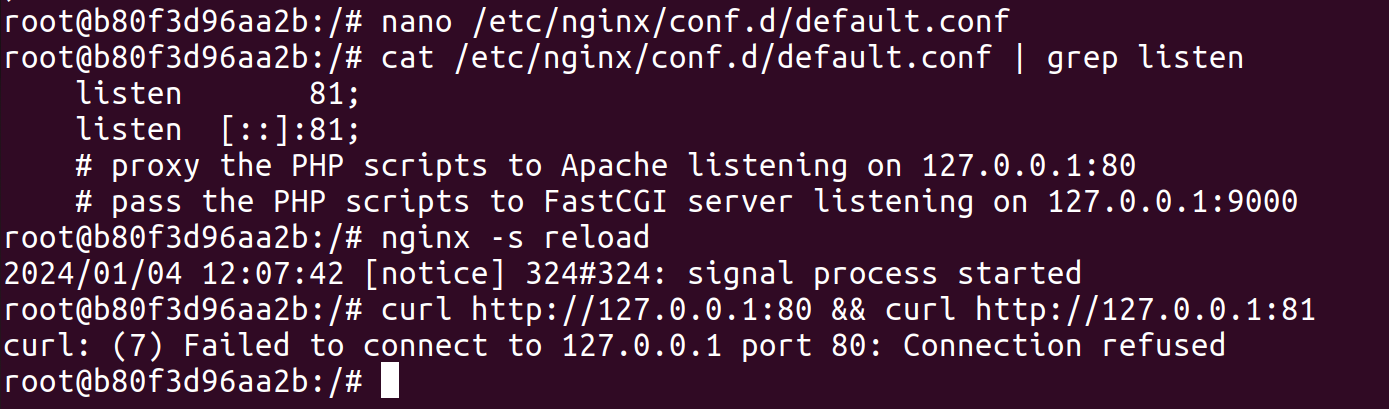 root@b80f3d96aa2b:/# nano /etc/nginx/conf.d/default.conf
root@b80f3d96aa2b:/# cat /etc/nginx/conf.d/default.conf | grep listen
    listen       81;
    listen  [::]:81;
    # proxy the PHP scripts to Apache listening on 127.0.0.1:80
    # pass the PHP scripts to FastCGI server listening on 127.0.0.1:9000
root@b80f3d96aa2b:/# nginx -s reload
2024/01/04 12:07:42 [notice] 324#324: signal process started
root@b80f3d96aa2b:/# curl http://127.0.0.1:80 && curl http://127.0.0.1:81
curl: (7) Failed to connect to 127.0.0.1 port 80: Connection refused
root@b80f3d96aa2b:/#